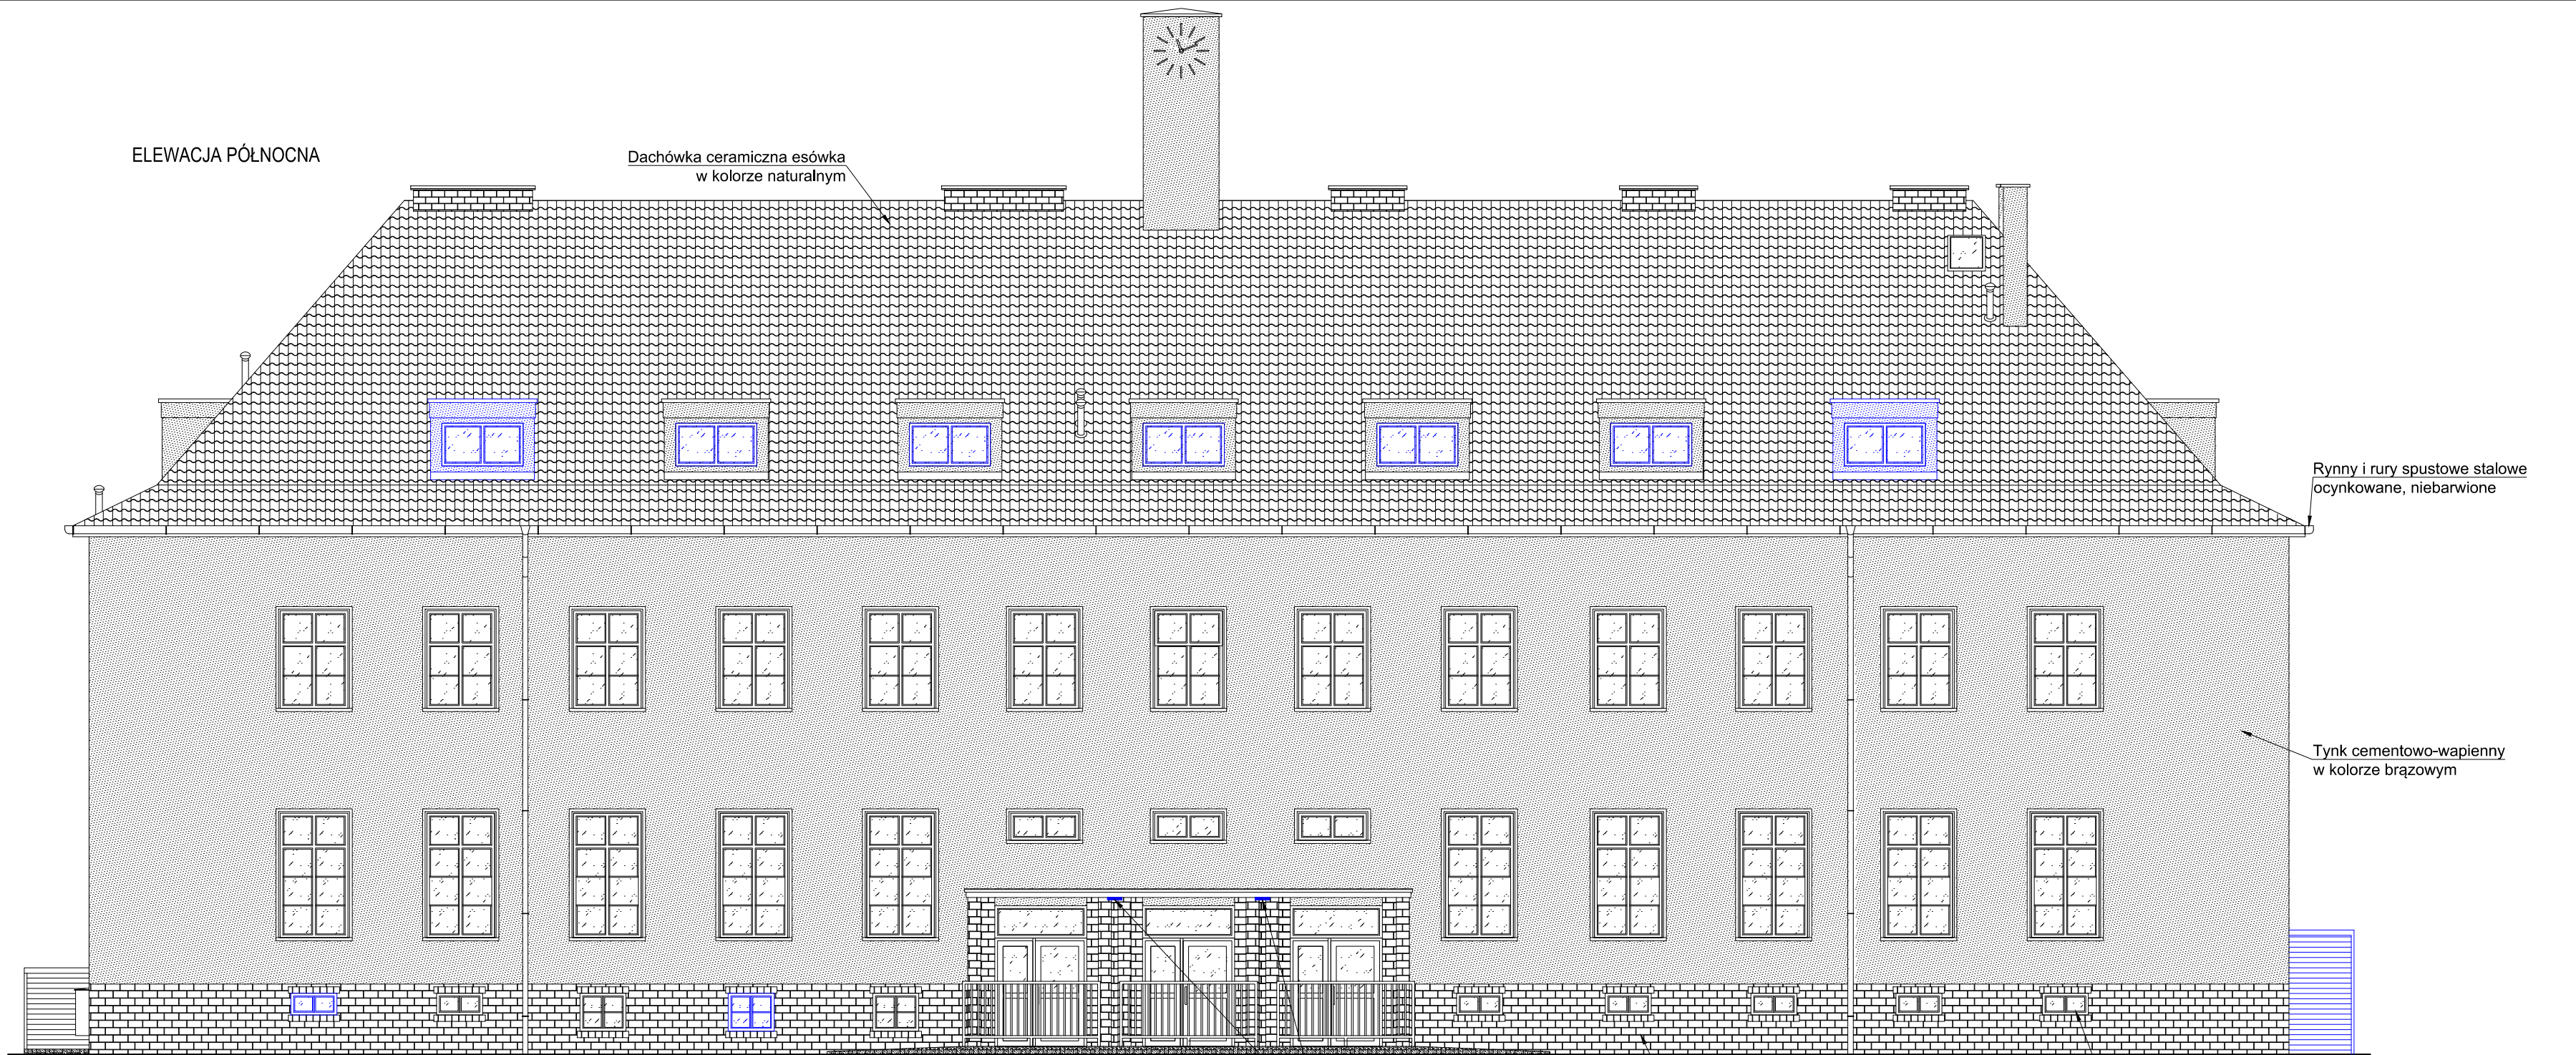 ELEWACJA PÓŁNOCNA
Dachówka ceramiczna esówka
w kolorze naturalnym
Rynny i rury spustowe stalowe
ocynkowane, niebarwione
Tynk cementowo-wapienny
w kolorze brązowym